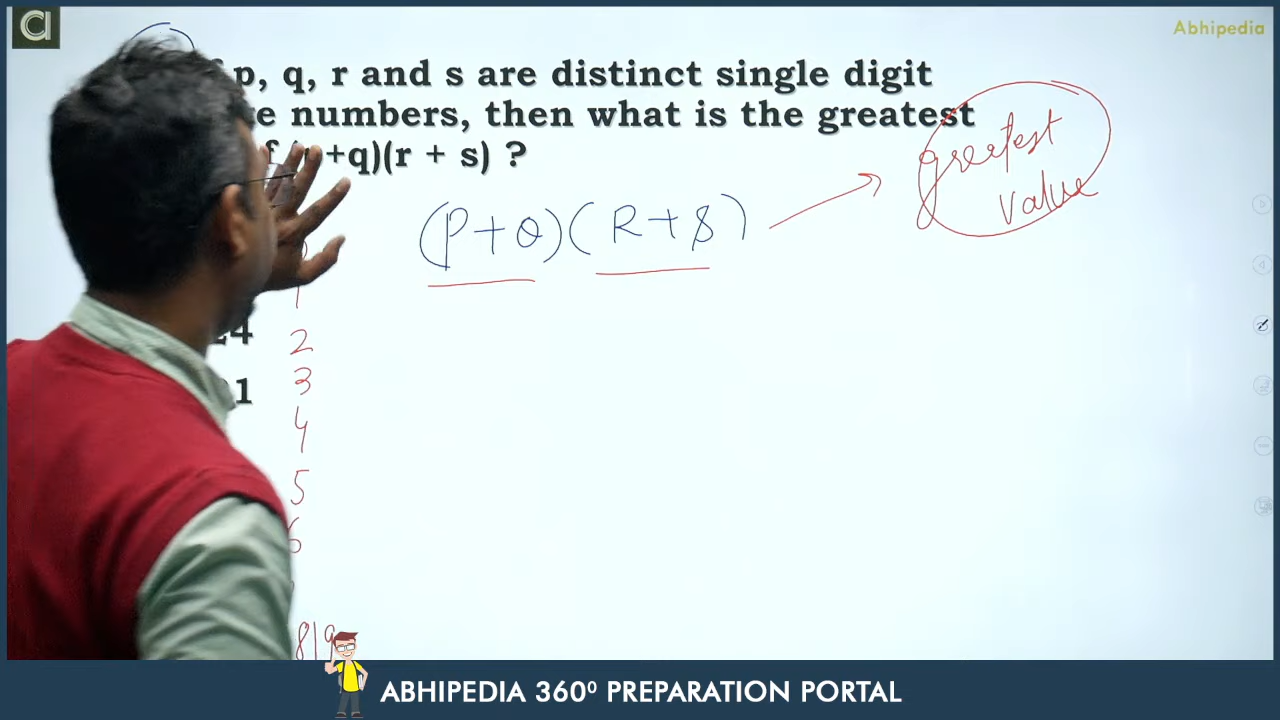 Abhipedia
p, q, r and s are distinct single digit
numbers, then what is the greatest
+q)(r + s) ?
greatest
value
(P+Q)(R+S)
1
24
2
3
1
4
5
6
8|9
ABHIPEDIA 360⁰ PREPARATION PORTAL